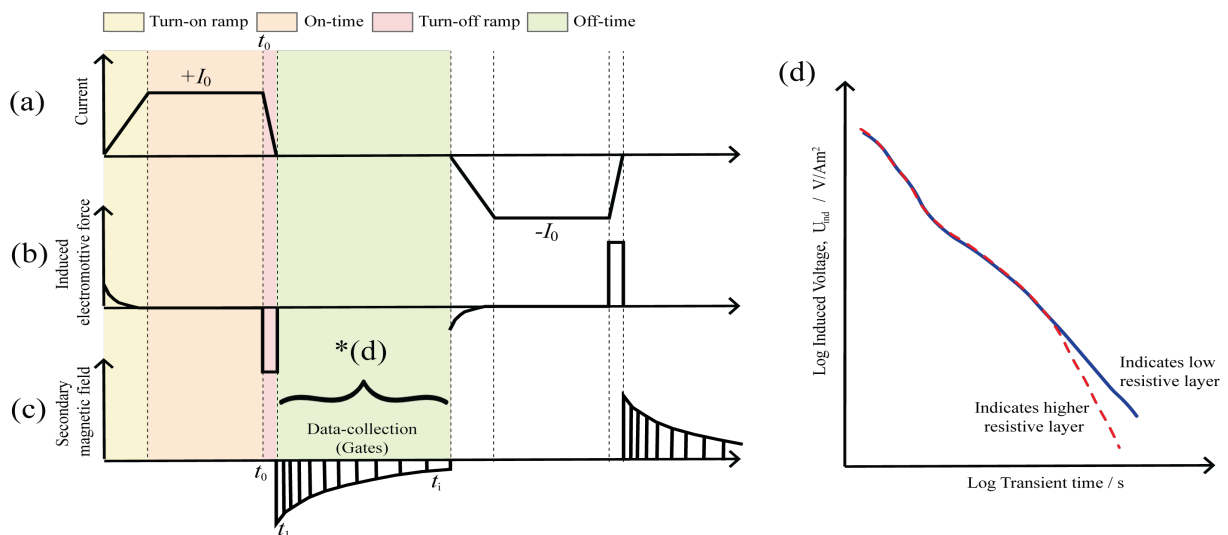 Turn-on ramp
On-time
Turn-off ramp
Off-time
t0
(a)
Current
+I0
-I0
(b)
Induced
electromottive force
(c)
Secondary
magnetic field
*(d)
Data-collection
(Gates)
t0
ti
t1
(d)
Log Induced Voltage, Uind / V/Am²
Indicates low
resistive layer
Indicates higher
resistive layer
Log Transient time / s